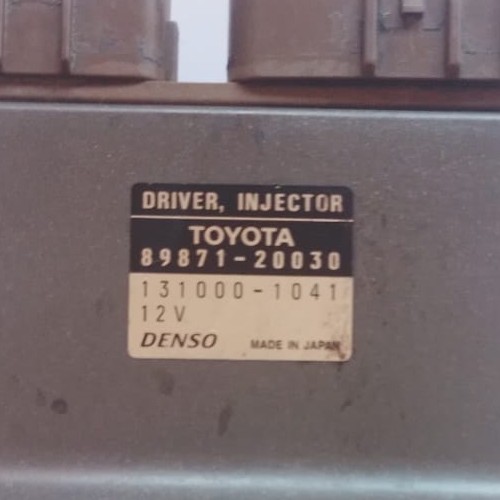 DRIVER, INJECTOR
TOYOTA
89871-20030
131000-1041
12V
DENSO MADE IN JAPAN